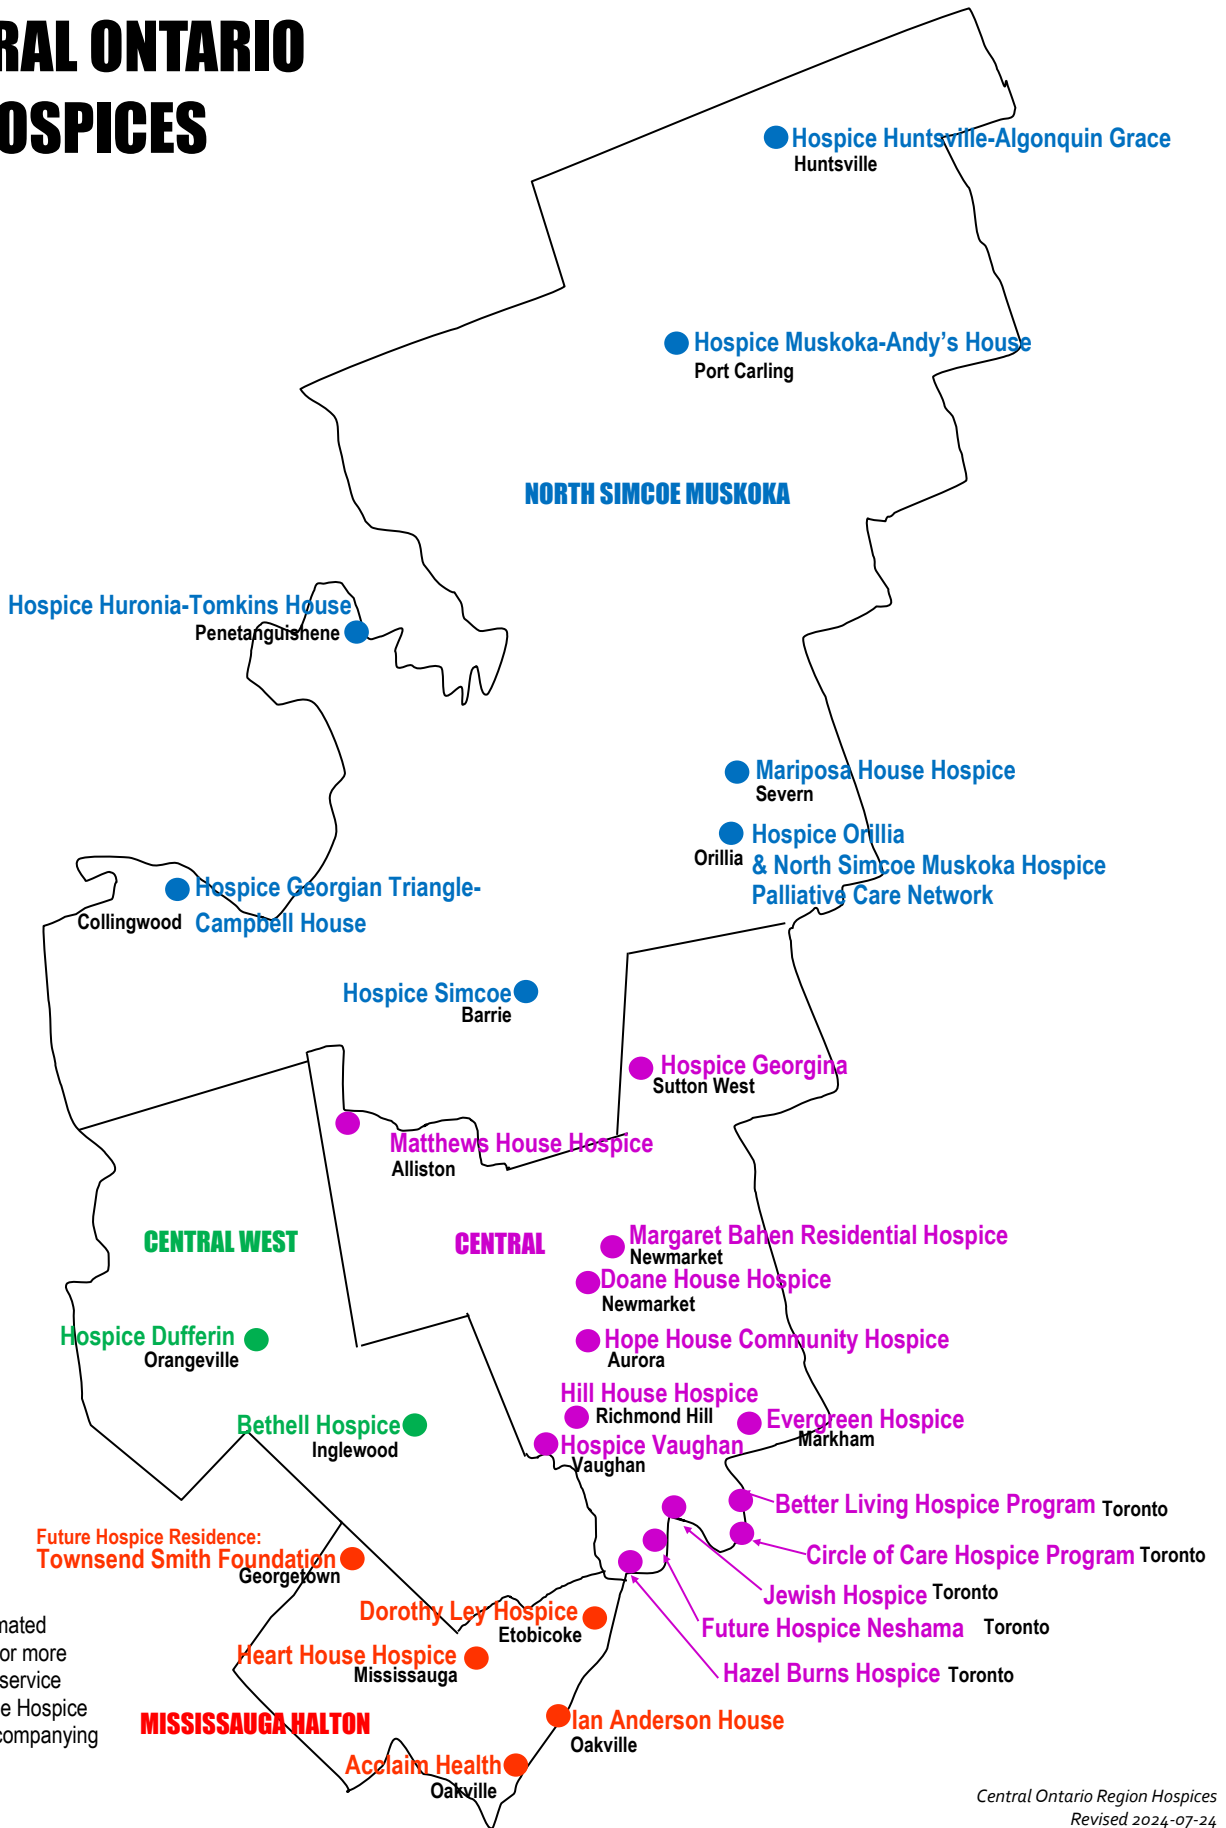 RAL ONTARIO
OSPICES
Hospice Huntsville-Algonquin Grace
Huntsville
Hospice Muskoka-Andy's House
Port Carling
NORTH SIMCOE MUSKOKA
Hospice Huronia-Tomkins House
Penetanguishene
Mariposa House Hospice
Severn
Hospice Orillia
Orillia
& North Simcoe Muskoka Hospice
Palliative Care Network
Hospice Georgian Triangle-
Collingwood
Campbell House
Hospice Simcoe
Barrie
Hospice Georgina
Sutton West
Matthews House Hospice
Alliston
CENTRAL WEST
CENTRAL
Margaret Bahen Residential Hospice
Newmarket
Doane House Hospice
Newmarket
Hospice Dufferin
Orangeville
Hope House Community Hospice
Aurora
Hill House Hospice
Richmond Hill
Bethell Hospice
Inglewood
Evergreen Hospice
Markham
Hospice Vaughan
Vaughan
Better Living Hospice Program Toronto
Future Hospice Residence:
Townsend Smith Foundation
Georgetown
Circle of Care Hospice Program Toronto
Jewish Hospice Toronto
Dorothy Ley Hospice
Etobicoke
Future Hospice Neshama Toronto
Heart House Hospice
Mississauga
Hazel Burns Hospice Toronto
mated
or more
service
e Hospice
companying
MISSISSAUGA HALTON
Ian Anderson House
Oakville
Acclaim Health
Oakville
Central Ontario Region Hospices
Revised 2024-07-24